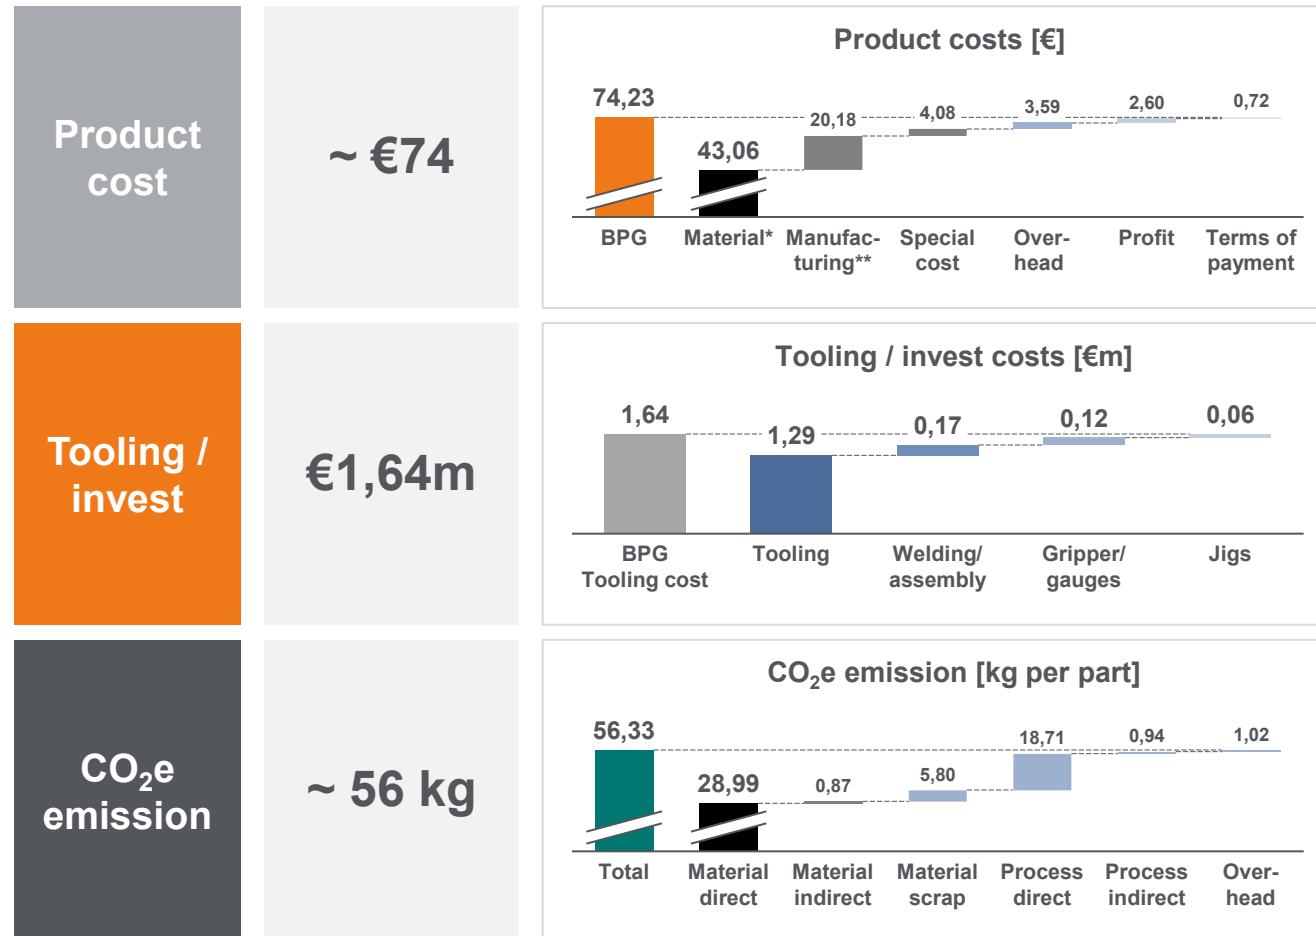 Product
cost
~ €74
Product costs [€]
74,23
43,06
20,18
4,08
3,59
2,60
0,72
BPG
Material*
Manufac-
turing**
Special
cost
Over-
head
Profit
Terms of
payment
Tooling /
invest
€1,64m
Tooling / invest costs [€m]
1,64
1,29
0,17
0,12
0,06
BPG
Tooling cost
Tooling
Welding/
assembly
Gripper/
gauges
Jigs
CO₂e
emission
~ 56 kg
CO₂e emission [kg per part]
56,33
28,99
0,87
5,80
18,71
0,94
1,02
Total
Material
direct
Material
indirect
Material
scrap
Process
direct
Process
indirect
Over-
head